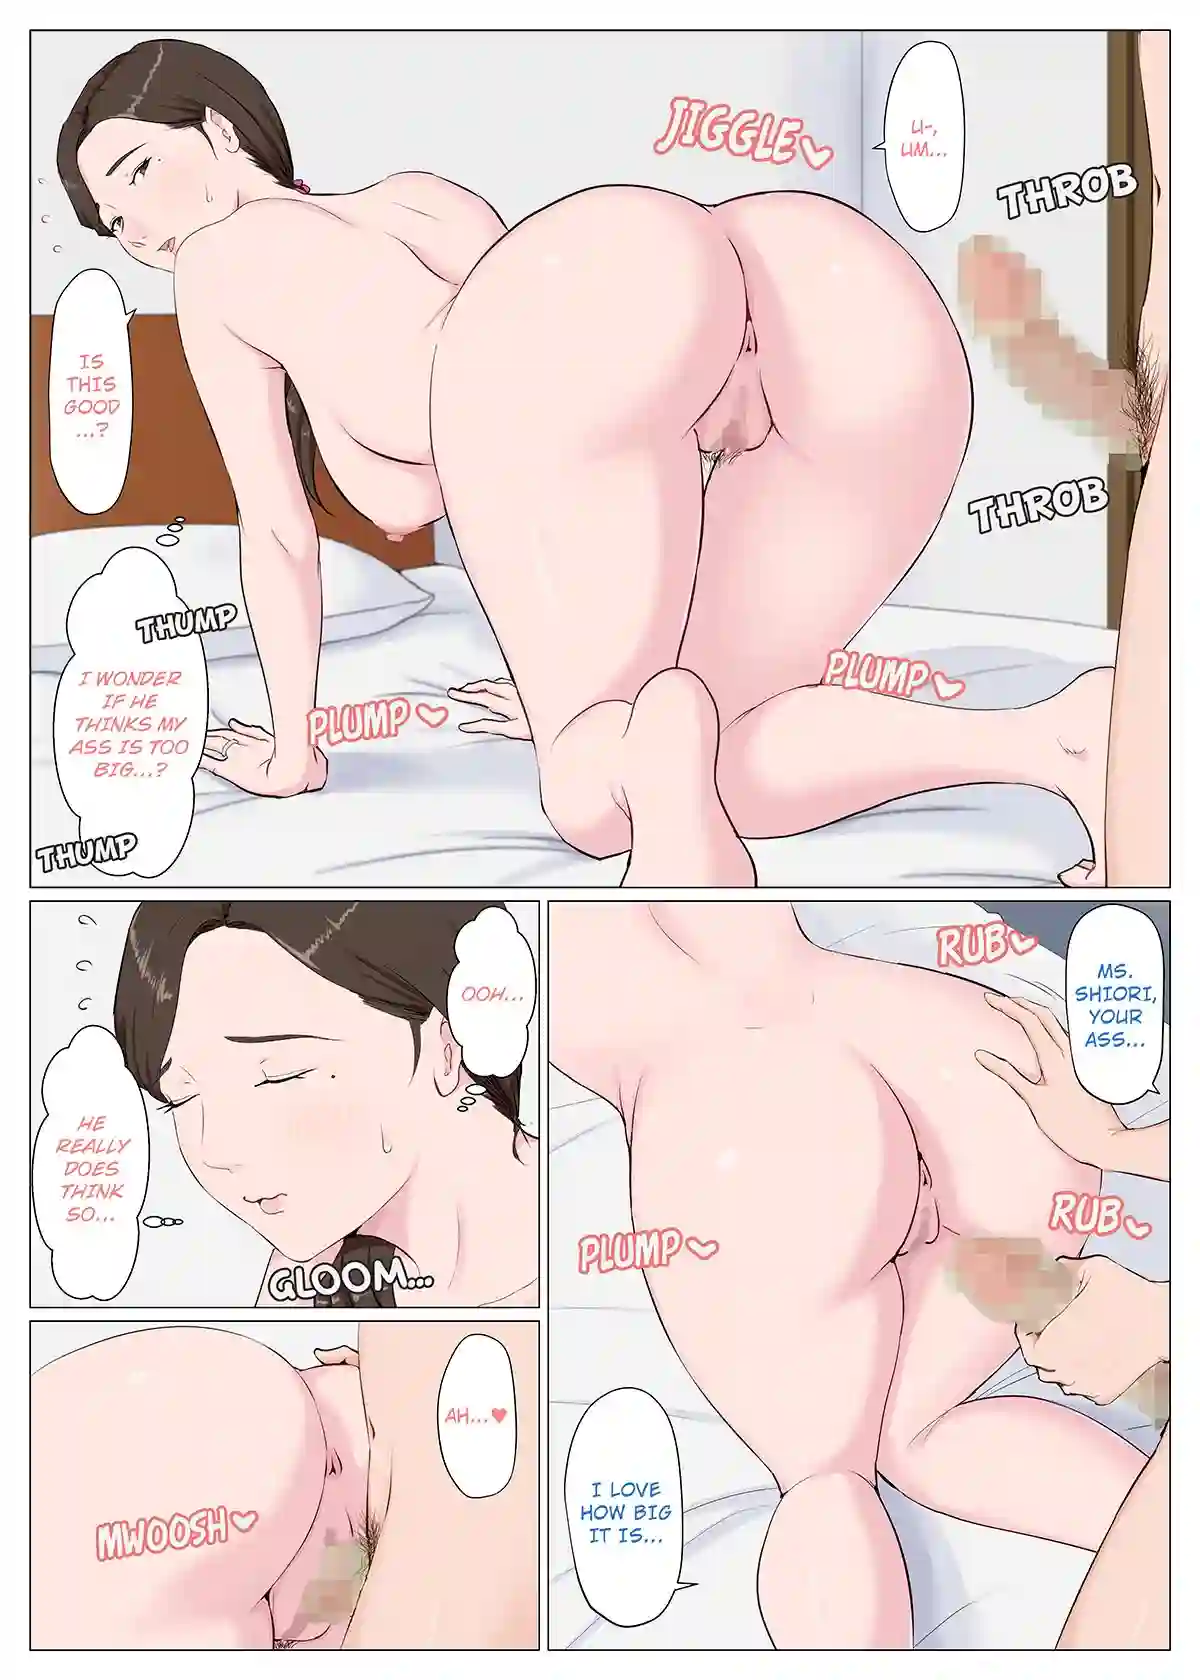 JIGGLE
U-,
UM...
THROB
THROB
IS
THIS
GOOD
...?
THUMP
I WONDER
IF HE
THINKS MY
ASS IS TOO
BIG...?
THUMP
PLUMP
PLUMP
OOH...
HE
REALLY
DOES
THINK
SO...
GLOOM...
RUB
MS.
SHIORI,
YOUR
ASS...
RUB
PLUMP
I LOVE
HOW BIG
IT IS...
AH...♥
MWOOSH